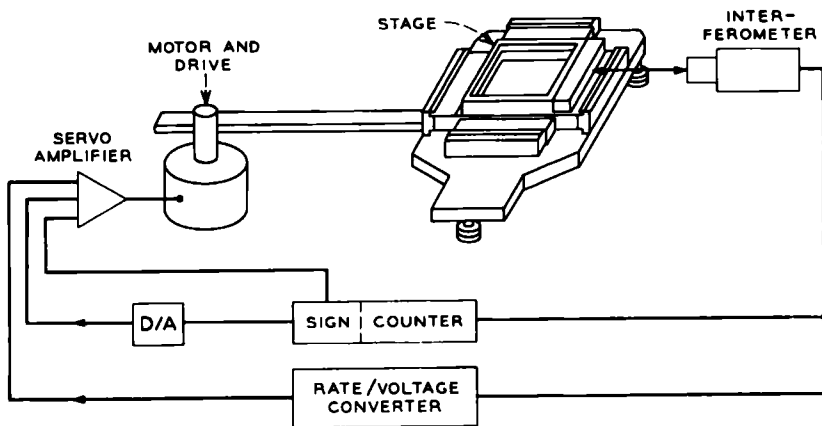 STAGE
INTER-
FEROMETER
MOTOR AND
DRIVE
SERVO
AMPLIFIER
D/A
SIGN
COUNTER
RATE/VOLTAGE
CONVERTER